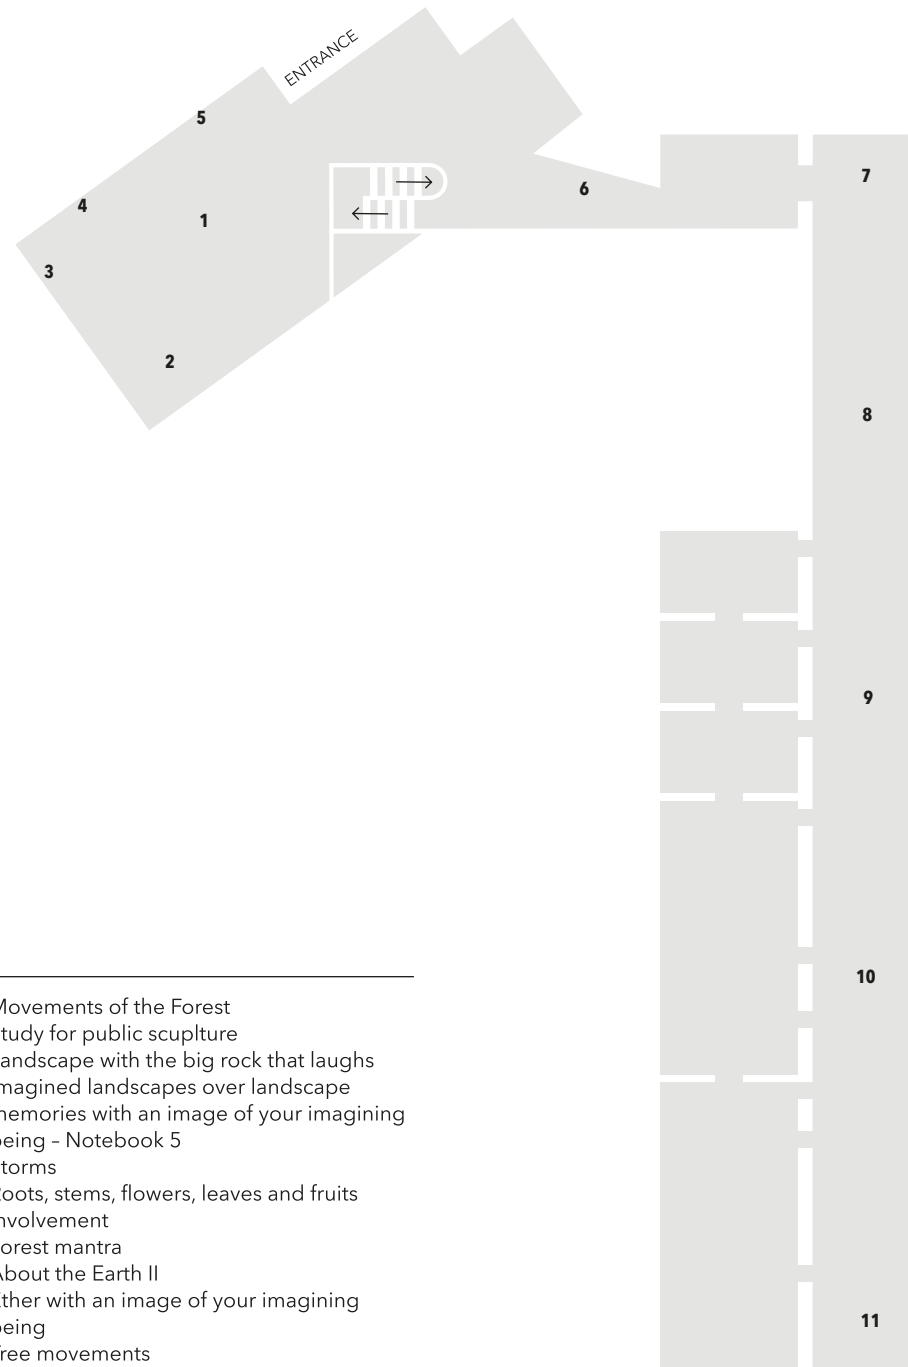 ENTRANCE
5
7
6
4
1
3
2
8
9
10
Movements of the Forest
tudy for public scuplture
andscape with the big rock that laughs
magined landscapes over landscape
memories with an image of your imagining
being – Notebook 5
torms
Roots, stems, flowers, leaves and fruits
nvolvement
orest mantra
About the Earth II
Ether with an image of your imagining
being
11
Tree movements